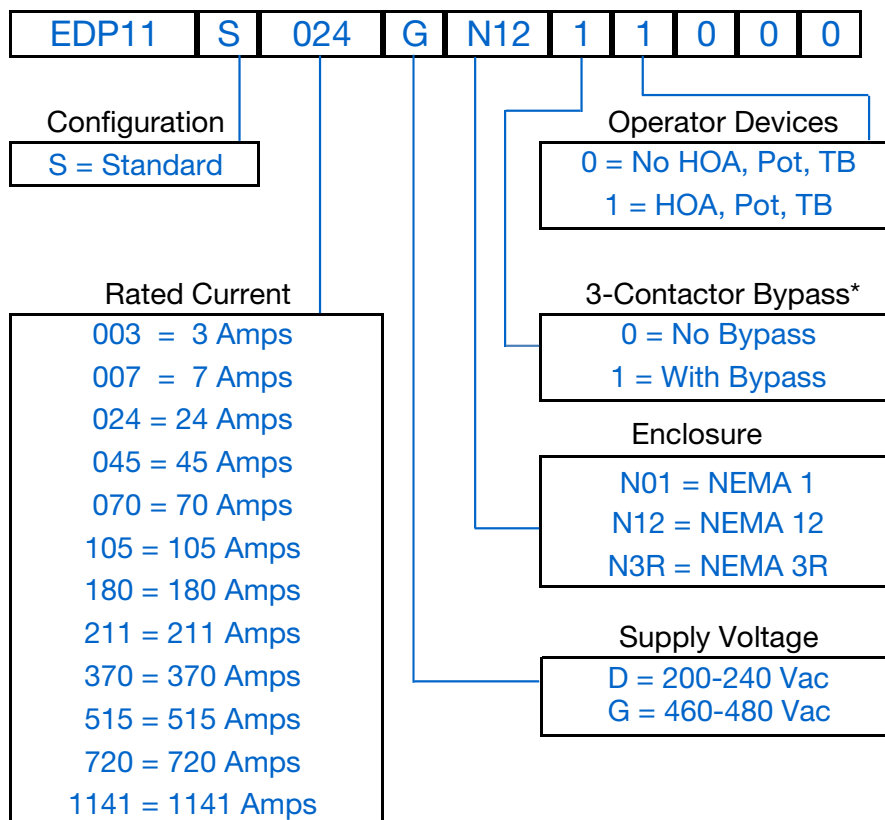 EDP11 S 024 G N12 1 1 0 0 0
Configuration
S = Standard
Rated Current
003 = 3 Amps
007 = 7 Amps
024 = 24 Amps
045 = 45 Amps
070 = 70 Amps
105 = 105 Amps
180 = 180 Amps
211 = 211 Amps
370 = 370 Amps
515 = 515 Amps
720 = 720 Amps
1141 = 1141 Amps
Operator Devices
0 = No HOA, Pot, TB
1 = HOA, Pot, TB
3-Contactor Bypass*
0 = No Bypass
1 = With Bypass
Enclosure
N01 = NEMA 1
N12 = NEMA 12
N3R = NEMA 3R
Supply Voltage
D = 200-240 Vac
G = 460-480 Vac